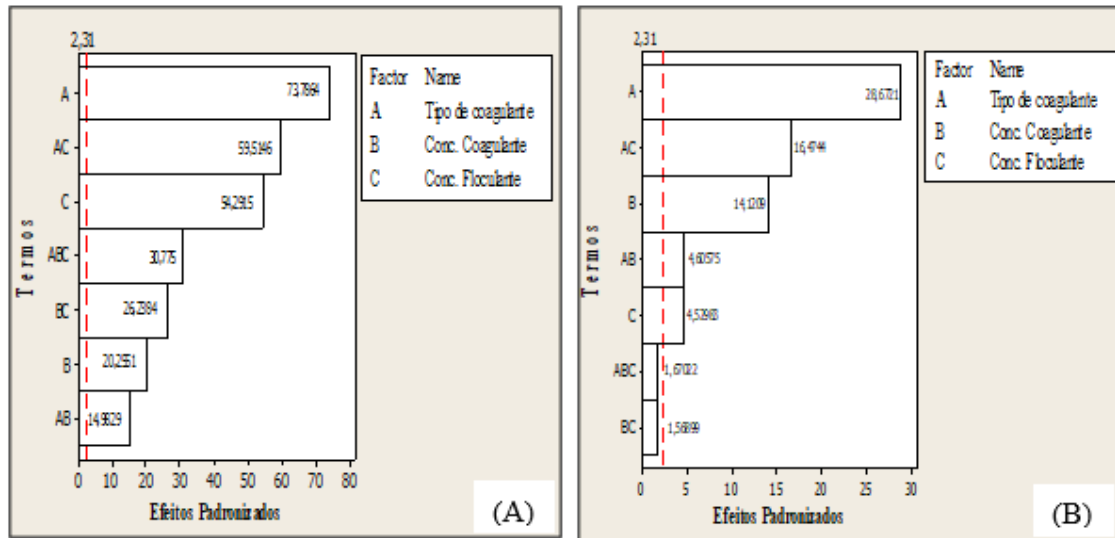 2,31
A
73,7864
AC
59,5146
C
54,2915
ABC
30,775
BC
26,2384
B
20,2551
AB
14,9829
Termos
0 10 20 30 40 50 60 70 80
Efeitos Padronizados
Factor Name
A Tipo de coagulante
B Conc. Coagulante
C Conc. Floculante
(A)
2,31
A
28,6721
AC
16,4744
B
14,1209
AB
4,60575
C
4,52983
ABC
1,67022
BC
1,56899
Termos
0 5 10 15 20 25 30
Efeitos Padronizados
Factor Name
A Tipo de coagulante
B Conc. Coagulante
C Conc. Floculante
(B)